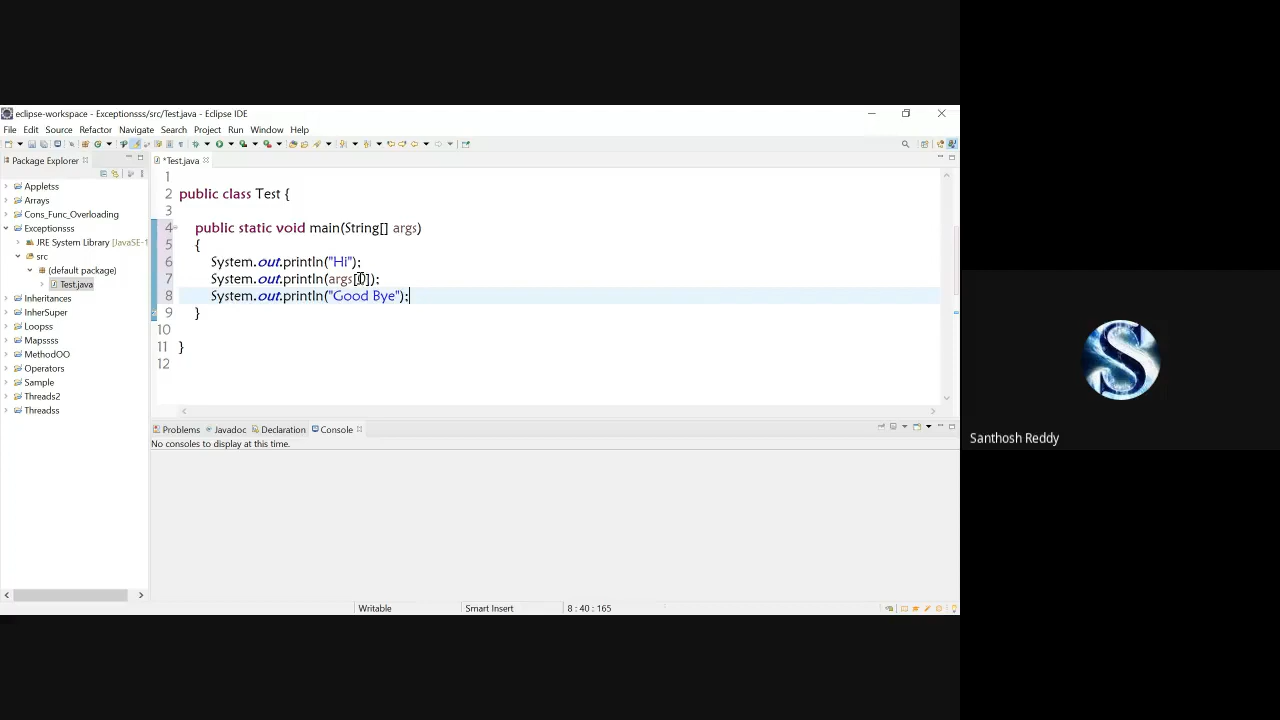 eclipse-workspace - Exceptionsss/src/Test.java - Eclipse IDE
File Edit Source Refactor Navigate Search Project Run Window Help
Package Explorer
*Test.java
Appletss
Arrays
Cons_Func_Overloading
Exceptionsss
JRE System Library [JavaSE-1
src
(default package)
Test.java
Inheritances
InherSuper
Loopss
Mapssss
MethodOO
Operators
Sample
Threads2
Threadss
1
2 public class Test {
3
4 public static void main(String[] args)
5 {
6 System.out.println("Hi");
7 System.out.println(args[0]);
8 System.out.println("Good Bye");
9 }
10
11 }
12
Problems Javadoc Declaration Console
No consoles to display at this time.
Writable Smart Insert 8 : 40 : 165
S
Santhosh Reddy